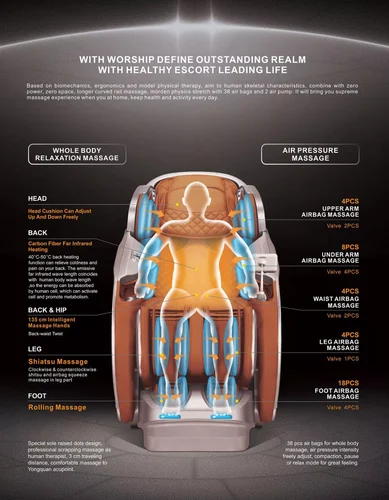 WITH WORSHIP DEFINE OUTSTANDING REALM
WITH HEALTHY ESCORT LEADING LIFE
Based on biomechanics, ergonomics and model physical therapy, aim to human skeletal characteristics, combine with zero
power, zero space, longer curved rail massage, morden physio stretch with 38 air bags and 2 air pump. It will bring you supreme
massage experience when you at home, keep health and activity every day.
WHOLE BODY
RELAXATION MASSAGE
HEAD
Head Cushion Can Adjust
Up And Down Freely
BACK
Carbon Fiber Far Infrared
Heating
40°C-50°C back heating
function can relieve coldness and
pain on your back. The emissive
far infrared wave length coincides
with human body wave length
,so the energy can be absorbed
by human cell, which can activate
cell and promote metabolism.
BACK & HIP
135 cm Intelligent
Massage Hands
Back-waist Twist
LEG
Shiatsu Massage
Clockwise & counterclockwise
shitsu and airbag squeeze
massage in leg part
FOOT
Rolling Massage
Special sole raised dots design,
professional scrapping massage as
human therapist, 3 cm traveling
distance, comfortable massage to
Yongquan acupoint.
AIR PRESSURE
MASSAGE
4PCS
UPPER ARM
AIRBAG MASSAGE
Valve 2PCS
8PCS
UNDER ARM
AIRBAG MASSAGE
Valve 4PCS
4PCS
WAIST AIRBAG
MASSAGE
Valve 2PCS
4PCS
LEG AIRBAG
MASSAGE
Valve 1PCS
18PCS
FOOT AIRBAG
MASSAGE
Valve 4PCS
38 pcs air bags for whole body
massage, air pressure intensity
freely adjust, compaction, pause
or relax mode for great feeling.